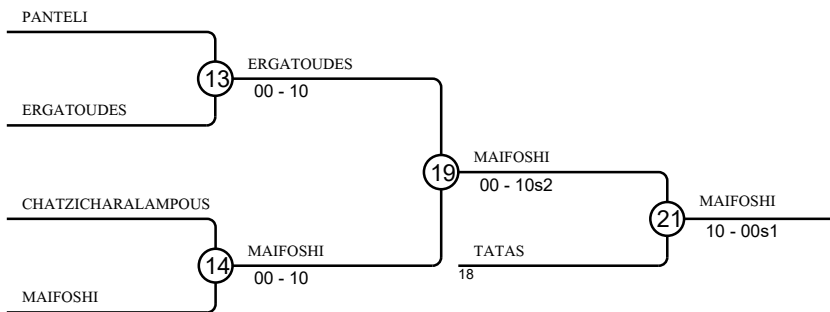 PANTELI
13
ERGATOUDES
00 - 10
ERGATOUDES
19
MAIFOSHI
00 - 10s2
CHATZICHARALAMPOUS
21
MAIFOSHI
10 - 00s1
14
MAIFOSHI
00 - 10
TATAS
18
MAIFOSHI